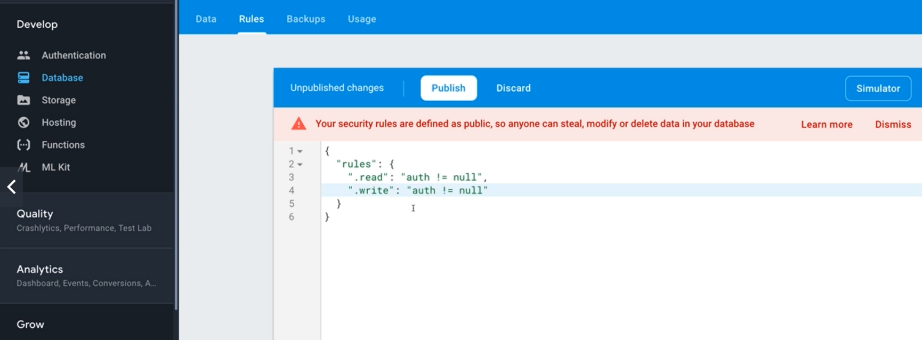 Develop
Authentication
Database
Storage
Hosting
Functions
ML Kit
Quality
Crashlytics, Performance, Test Lab
Analytics
Dashboard, Events, Conversions, A...
Grow
Data Rules Backups Usage
Unpublished changes Publish Discard Simulator
Your security rules are defined as public, so anyone can steal, modify or delete data in your database Learn more Dismiss
1 {
2 "rules": {
3 ".read": "auth != null",
4 ".write": "auth != null"
5 }
6 }